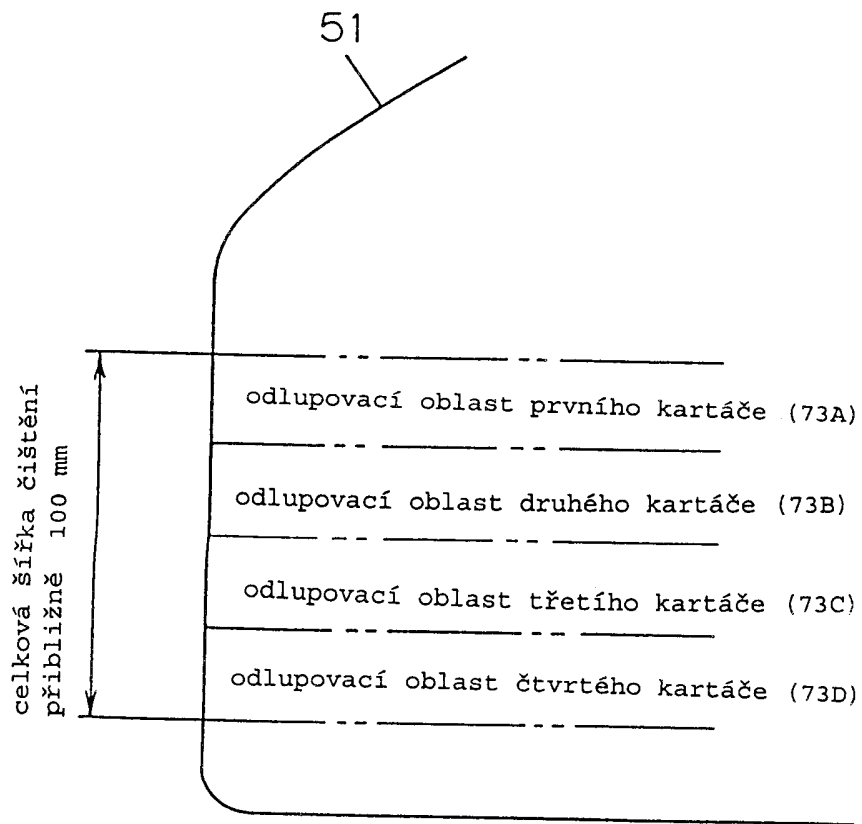 51
celková šířka čištění
přibližně 100 mm
odlupovací oblast prvního kartáče (73A)
odlupovací oblast druhého kartáče (73B)
odlupovací oblast třetího kartáče (73C)
odlupovací oblast čtvrtého kartáče (73D)